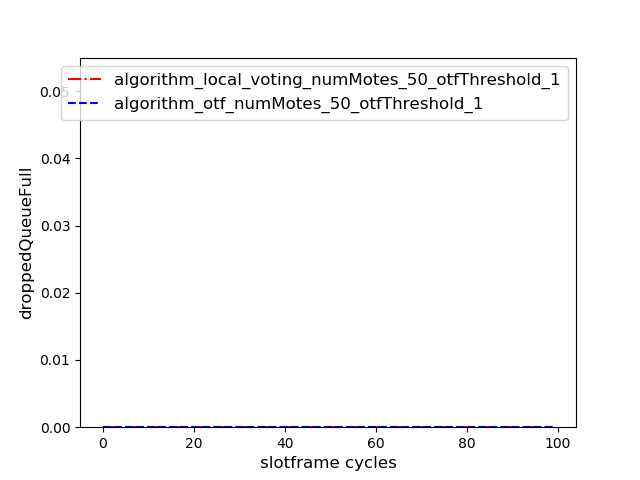 algorithm_local_voting_numMotes_50_otfThreshold_1
algorithm_otf_numMotes_50_otfThreshold_1
0.05
0.04
0.03
0.02
0.01
0.00
droppedQueueFull
0 20 40 60 80 100
slotframe cycles